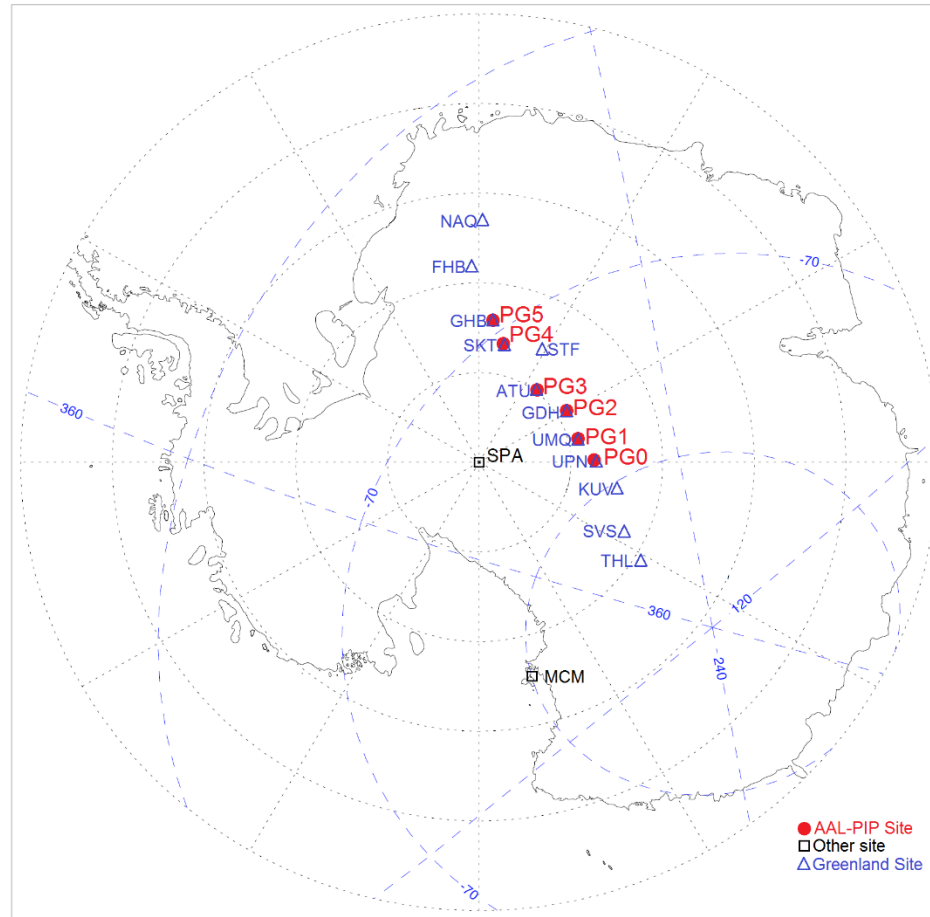 NAQ
-70
FHB
GHB PG5
PG4
SKT STF
ATU PG3
GDH PG2
360
UMQ PG1
SPA
UPN PG0
KUV
-70
SVS
THL
120
360
240
MCM
AAL-PIP Site
Other site
Greenland Site
-70